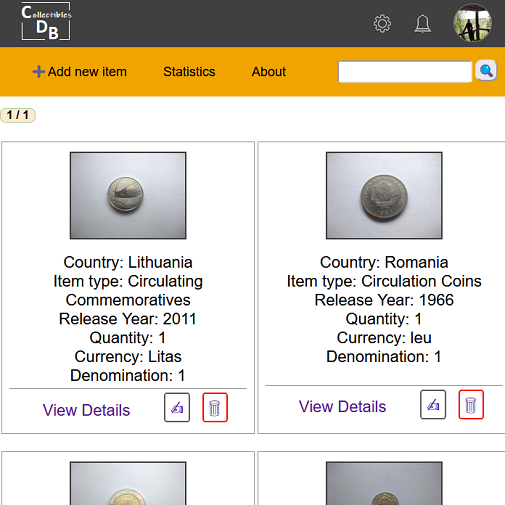 Collectibles
D
B
Add new item Statistics About
1 / 1
Country: Lithuania
Item type: Circulating
Commemoratives
Release Year: 2011
Quantity: 1
Currency: Litas
Denomination: 1
View Details
Country: Romania
Item type: Circulation Coins
Release Year: 1966
Quantity: 1
Currency: leu
Denomination: 1
View Details